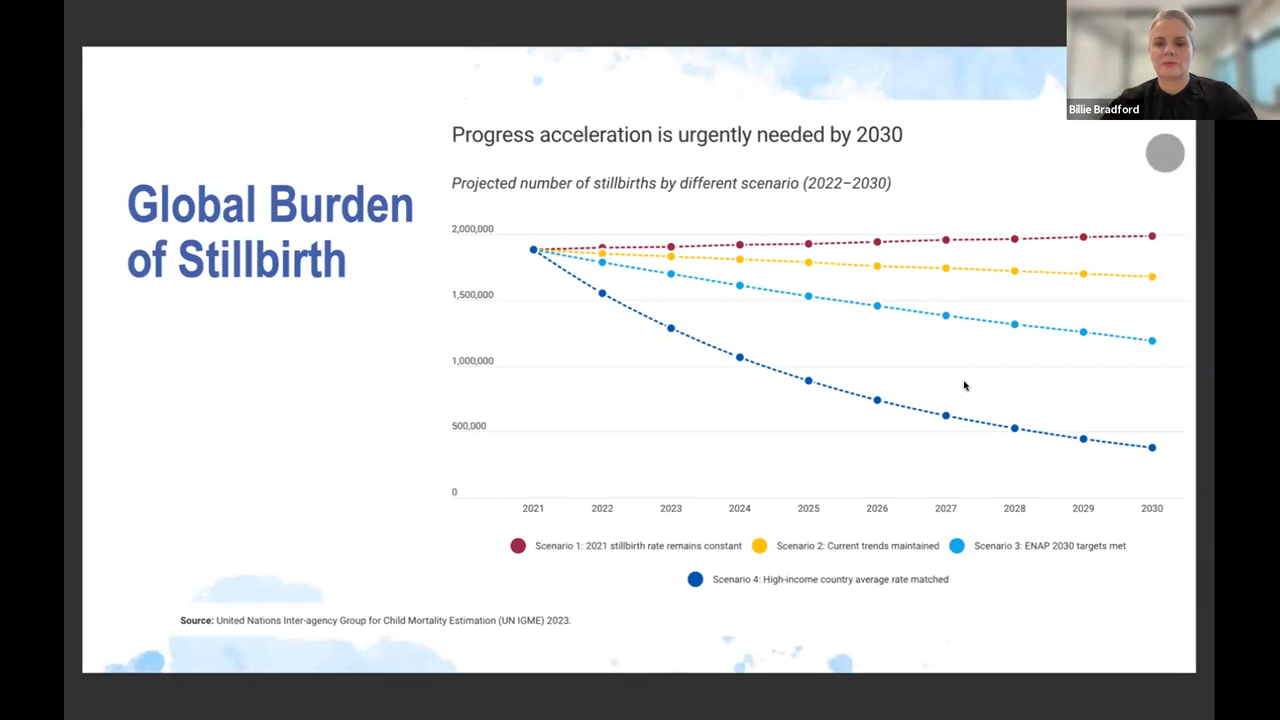 Billie Bradford
Progress acceleration is urgently needed by 2030
Global Burden
of Stillbirth
Projected number of stillbirths by different scenario (2022–2030)
2,000,000
1,500,000
1,000,000
500,000
0
2021 2022 2023 2024 2025 2026 2027 2028 2029 2030
Scenario 1: 2021 stillbirth rate remains constant Scenario 2: Current trends maintained Scenario 3: ENAP 2030 targets met
Scenario 4: High-income country average rate matched
Source: United Nations Inter-agency Group for Child Mortality Estimation (UN IGME) 2023.